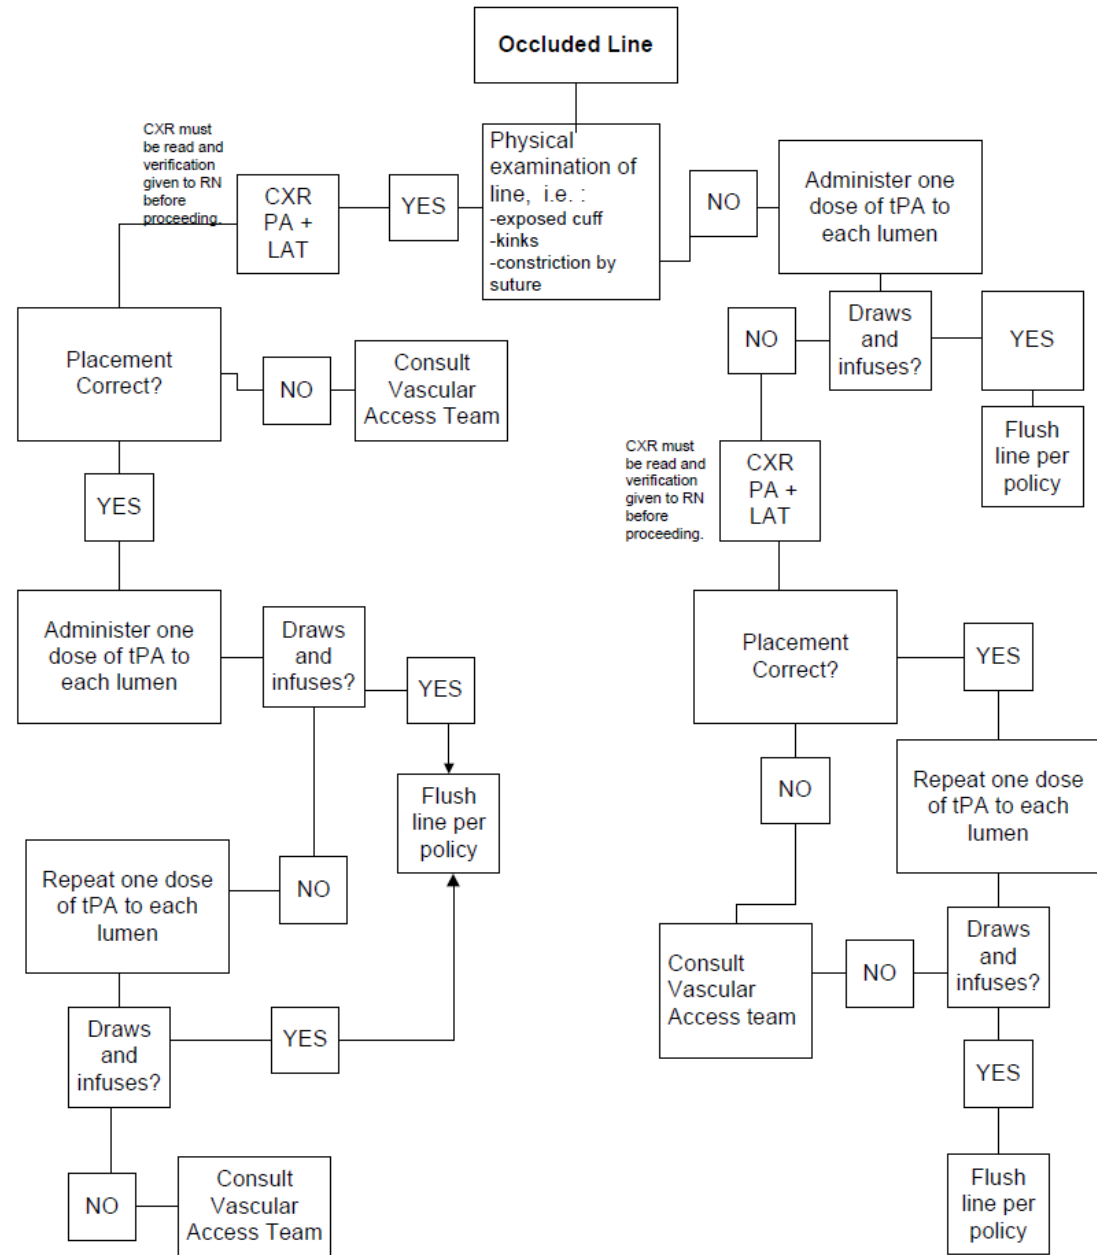 Occluded Line
CXR must
be read and
verification
given to RN
before
proceeding.
CXR
PA +
LAT
YES
Physical
examination of
line,  i.e. :
-exposed cuff
-kinks
-constriction by
suture
NO
Administer one
dose of tPA to
each lumen
Placement
Correct?
NO
Consult
Vascular
Access Team
NO
Draws
and
infuses?
YES
Flush
line per
policy
YES
CXR must
be read and
verification
given to RN
before
proceeding.
CXR
PA +
LAT
Administer one
dose of tPA to
each lumen
Draws
and
infuses?
YES
Placement
Correct?
YES
Flush
line per
policy
NO
Repeat one dose
of tPA to each
lumen
Repeat one dose
of tPA to each
lumen
NO
Draws
and
infuses?
YES
Consult
Vascular
Access team
NO
Draws
and
infuses?
YES
NO
Consult
Vascular
Access Team
Flush
line per
policy